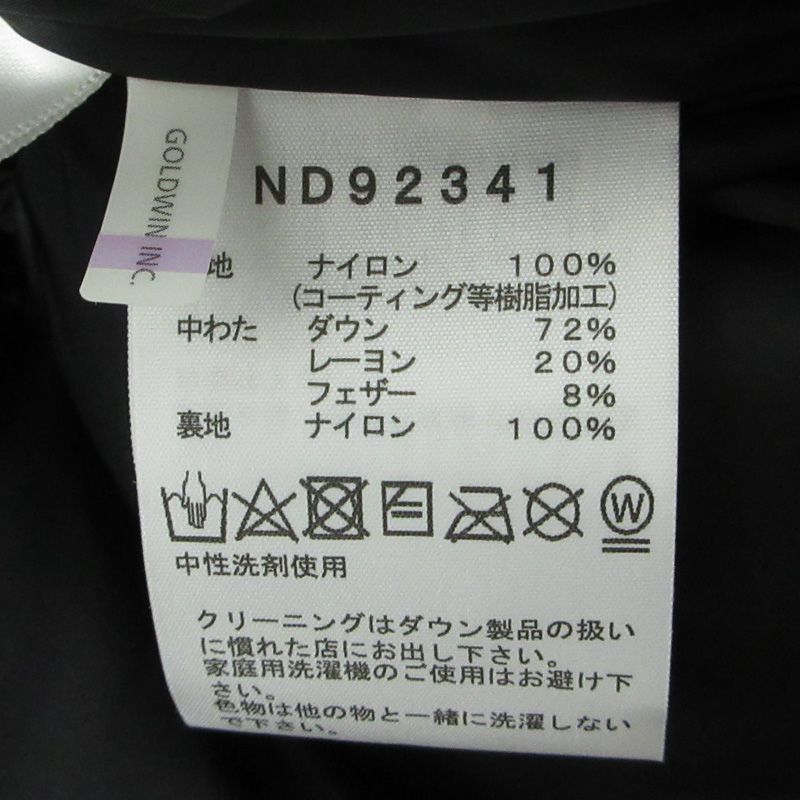 GOLDWIN INC.
ND92341
地 ナイロン 100%
(コーティング等樹脂加工)
中わた ダウン 72%
レーヨン 20%
フェザー 8%
裏地 ナイロン 100%
W
中性洗剤使用
クリーニングはダウン製品の扱い
に慣れた店にお出し下さい。
家庭用洗濯機のご使用はお避け下
さい。
色物は他の物と一緒に洗濯しない
で下さい。